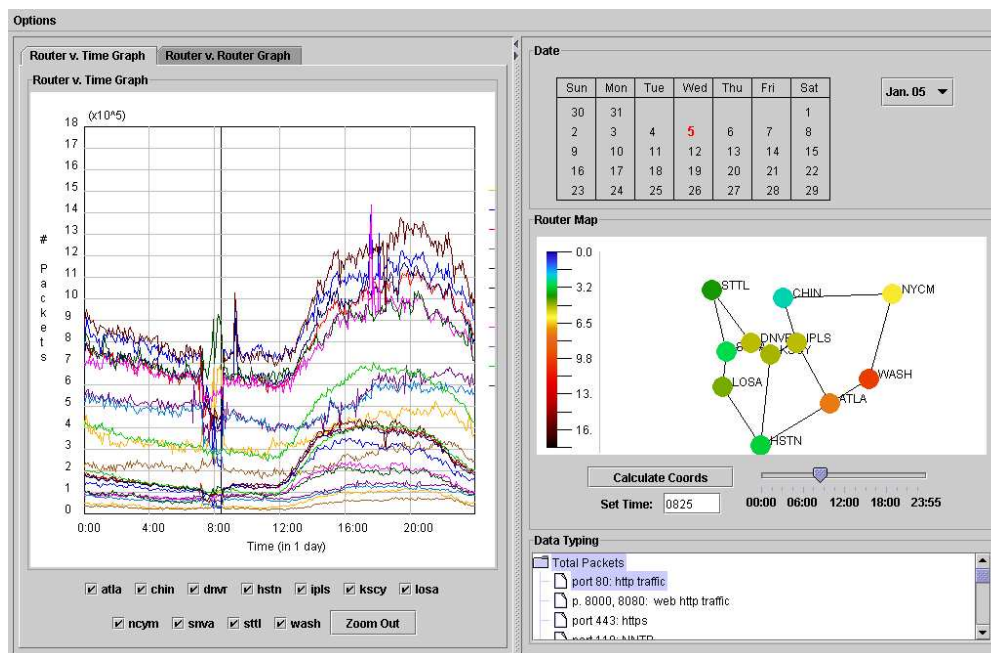 Options
Router v. Time Graph
Router v. Router Graph
Router v. Time Graph
(x10^5)
18
17
16
15
14
13
12
11
10
9
8
7
6
5
4
3
2
1
0
# Packets
0:00 4:00 8:00 12:00 16:00 20:00
Time (in 1 day)
atla chin dnvr hstn ipls kscy losa
ncym snva sttl wash Zoom Out
Date
Jan. 05
Sun Mon Tue Wed Thu Fri Sat
30 31 1
2 3 4 5 6 7 8
9 10 11 12 13 14 15
16 17 18 19 20 21 22
23 24 25 26 27 28 29
Router Map
0.0
3.2
6.5
9.8
13.
16.
STTL
CHIN
NYCM
IPLS
LOSA
WASH
ATLA
HSTN
Calculate Coords
Set Time: 0825
00:00 06:00 12:00 18:00 23:55
Data Typing
Total Packets
port 80: http traffic
p. 8000, 8080: web http traffic
port 443: https